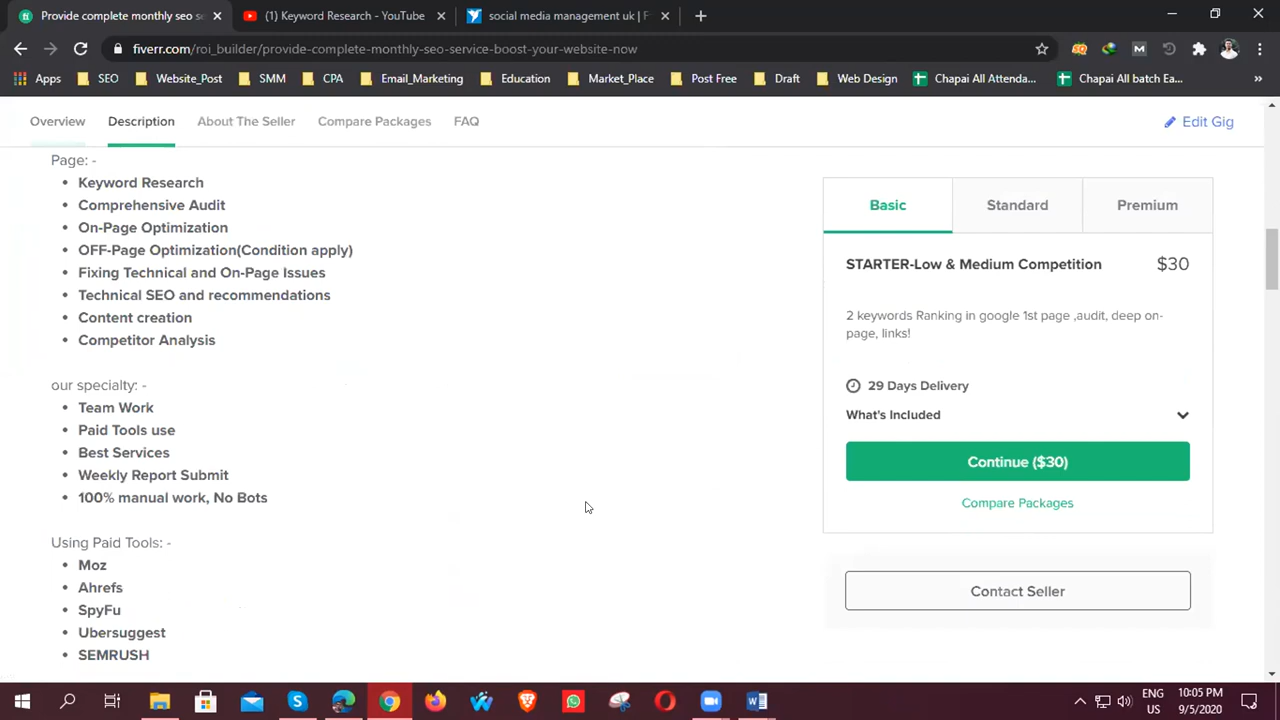 Provide complete monthly seo se
(1) Keyword Research - YouTube
social media management uk | F
fiverr.com/roi_builder/provide-complete-monthly-seo-service-boost-your-website-now
Apps
SEO
Website_Post
SMM
CPA
Email_Marketing
Education
Market_Place
Post Free
Draft
Web Design
Chapai All Attenda...
Chapai All batch Ea...
»
Overview
Description
About The Seller
Compare Packages
FAQ
Edit Gig
Page: -
• Keyword Research
• Comprehensive Audit
• On-Page Optimization
• OFF-Page Optimization(Condition apply)
• Fixing Technical and On-Page Issues
• Technical SEO and recommendations
• Content creation
• Competitor Analysis
our specialty: -
• Team Work
• Paid Tools use
• Best Services
• Weekly Report Submit
• 100% manual work, No Bots
Using Paid Tools: -
• Moz
• Ahrefs
• SpyFu
• Ubersuggest
• SEMRUSH
Basic
Standard
Premium
STARTER-Low & Medium Competition
$30
2 keywords Ranking in google 1st page ,audit, deep on-
page, links!
29 Days Delivery
What's Included
Continue ($30)
Compare Packages
Contact Seller
ENG
US
10:05 PM
9/5/2020